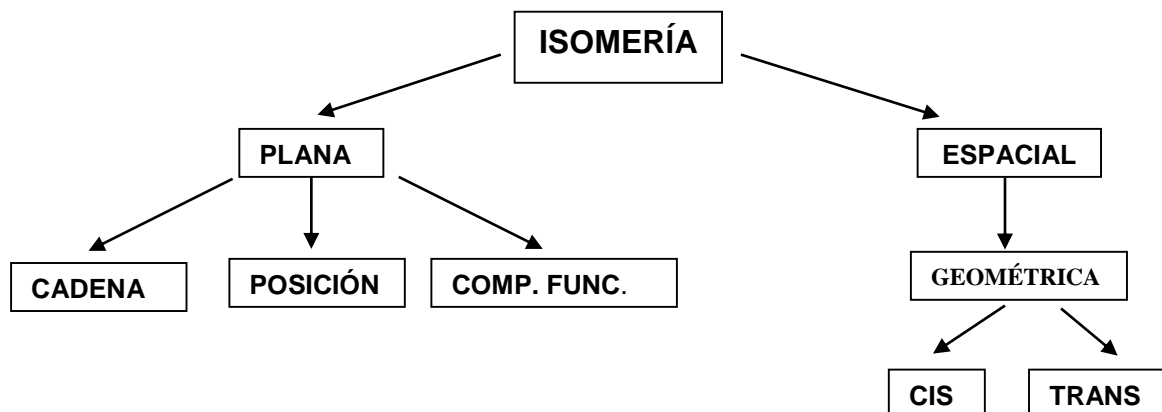 ISOMERÍA
PLANA
ESPACIAL
CADENA
POSICIÓN
COMP. FUNC.
GEOMÉTRICA
CIS
TRANS